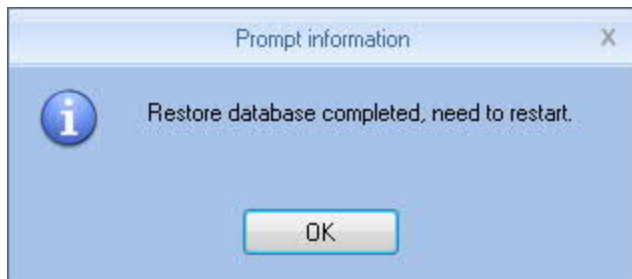 Prompt information
Restore database completed, need to restart.
OK